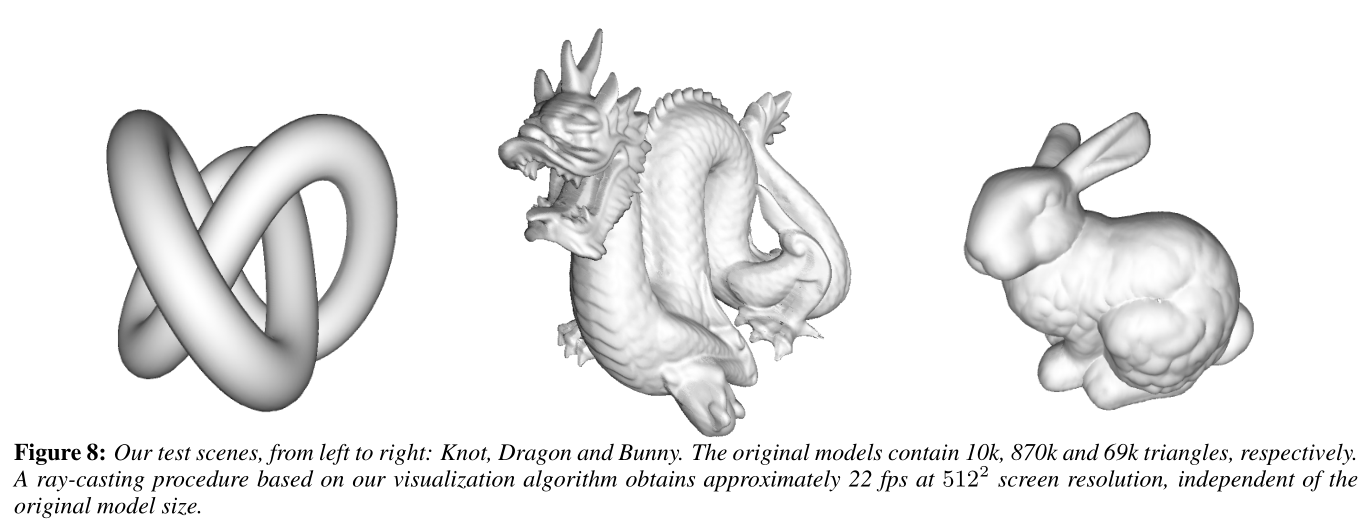 Figure 8: Our test scenes, from left to right: Knot, Dragon and Bunny. The original models contain 10k, 870k and 69k triangles, respectively.
A ray-casting procedure based on our visualization algorithm obtains approximately 22 fps at 512² screen resolution, independent of the
original model size.